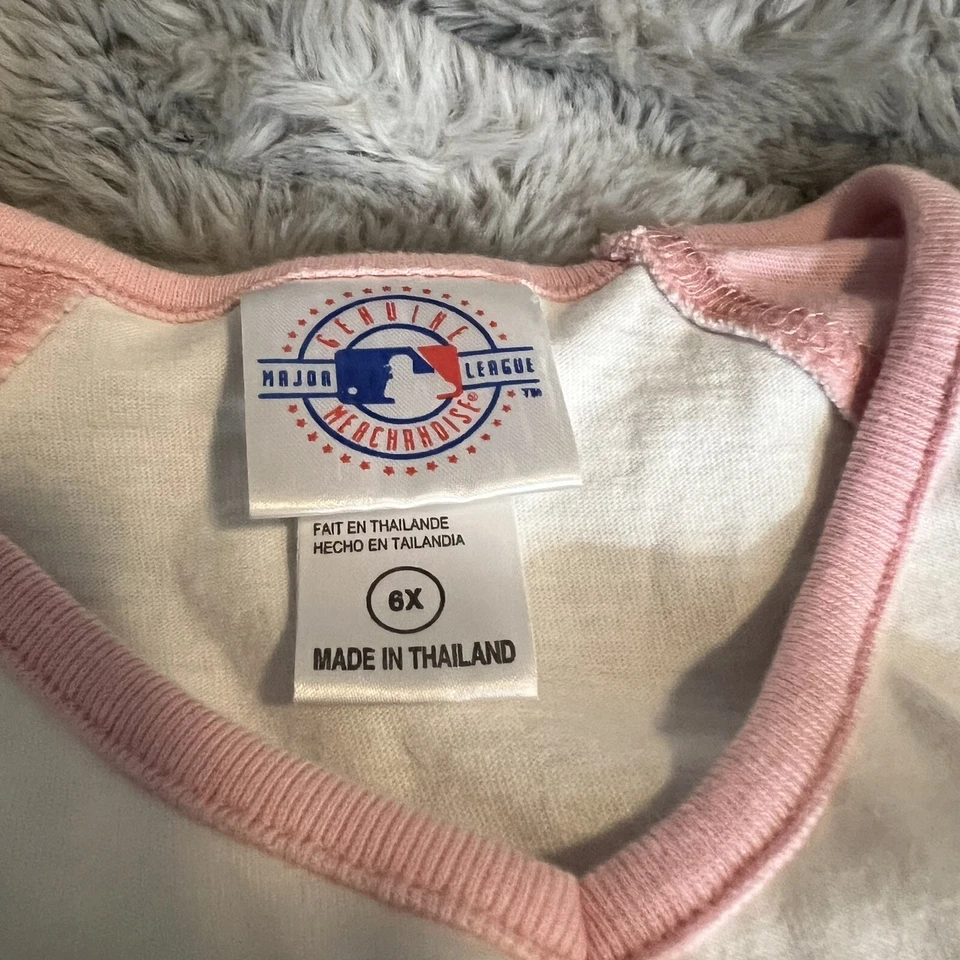 GENUINE
MAJOR LEAGUE
TM
MERCHANDISE®
FAIT EN THAILANDE
HECHO EN TAILANDIA
6X
MADE IN THAILAND